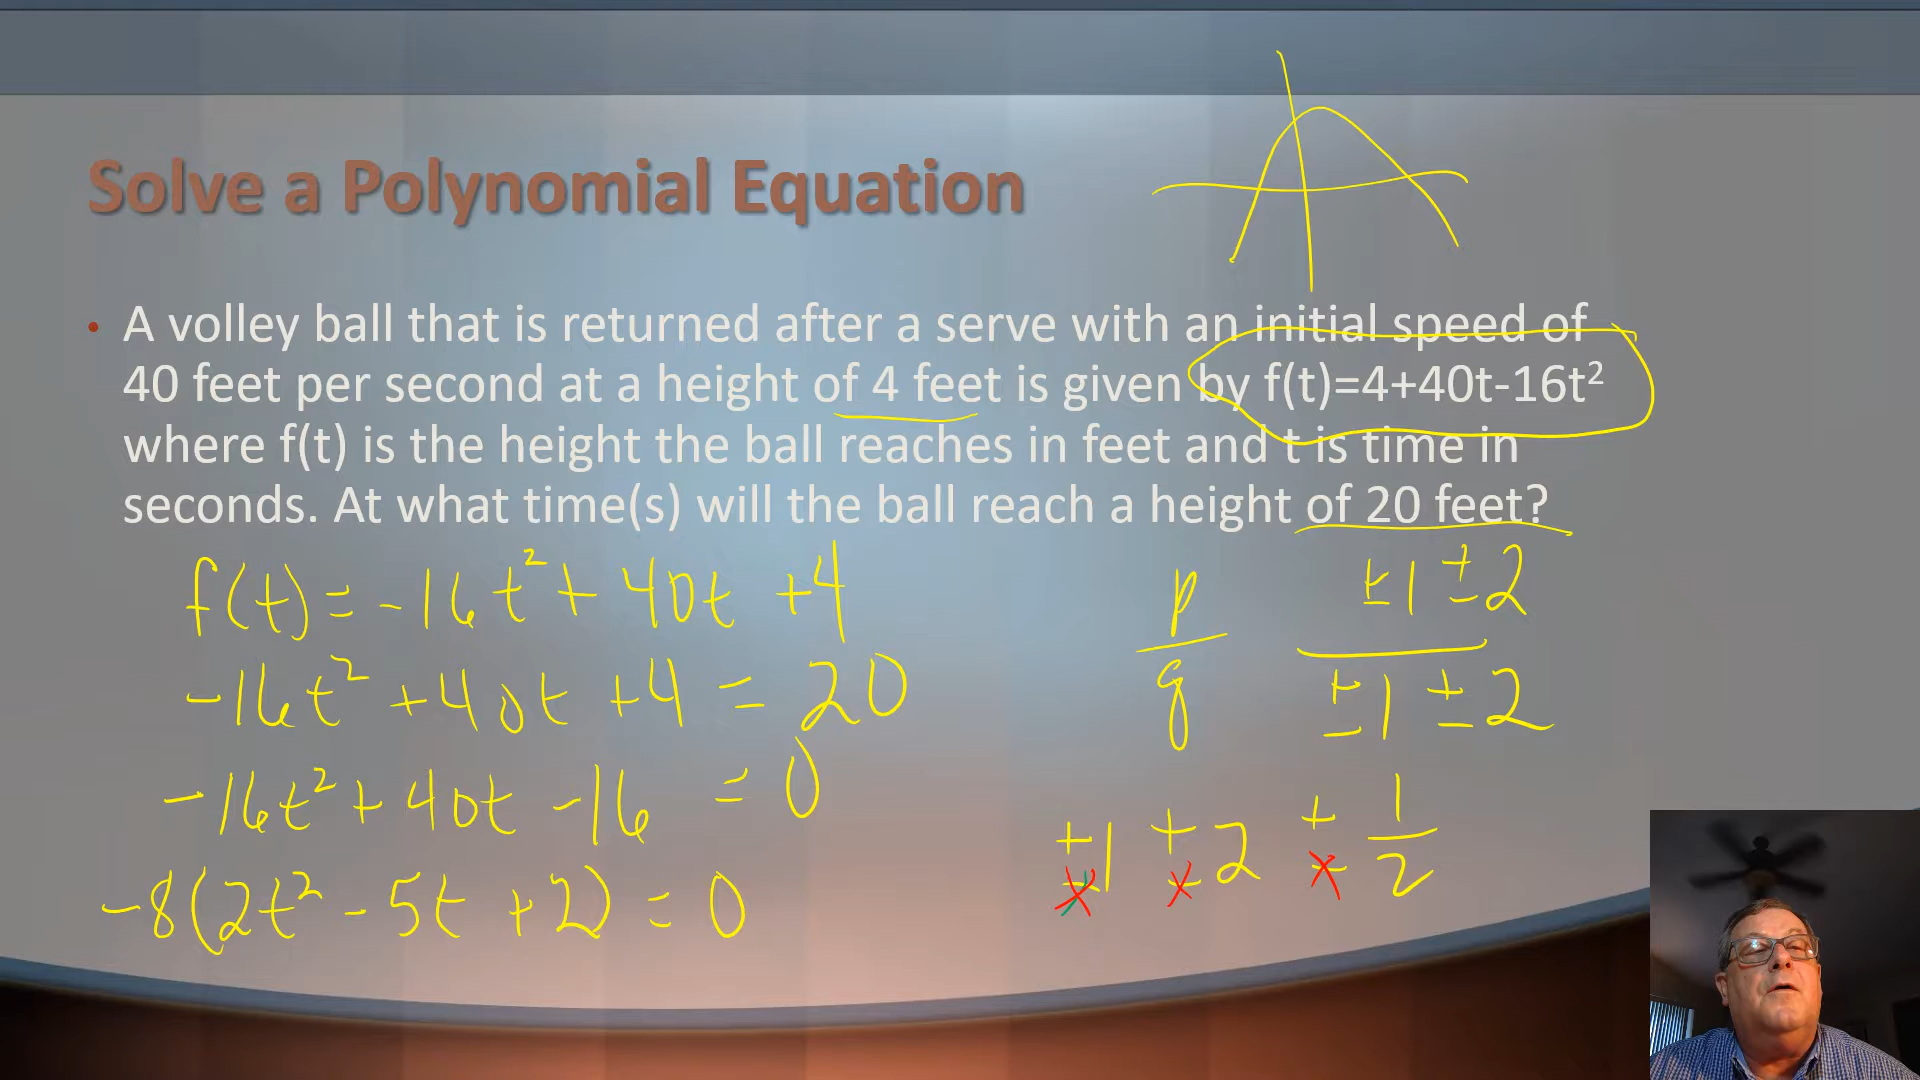 Solve a Polynomial Equation
• A volley ball that is returned after a serve with an initial speed of
40 feet per second at a height of 4 feet is given by f(t)=4+40t-16t²
where f(t) is the height the ball reaches in feet and t is time in
seconds. At what time(s) will the ball reach a height of 20 feet?
f(t) = -16t² + 40t + 4
-16t² + 40t + 4 = 20
-16t² + 40t - 16 = 0
-8(2t² - 5t + 2) = 0
p/q
±1 ±2
±1 ±2
±1 ±2 ±1/2